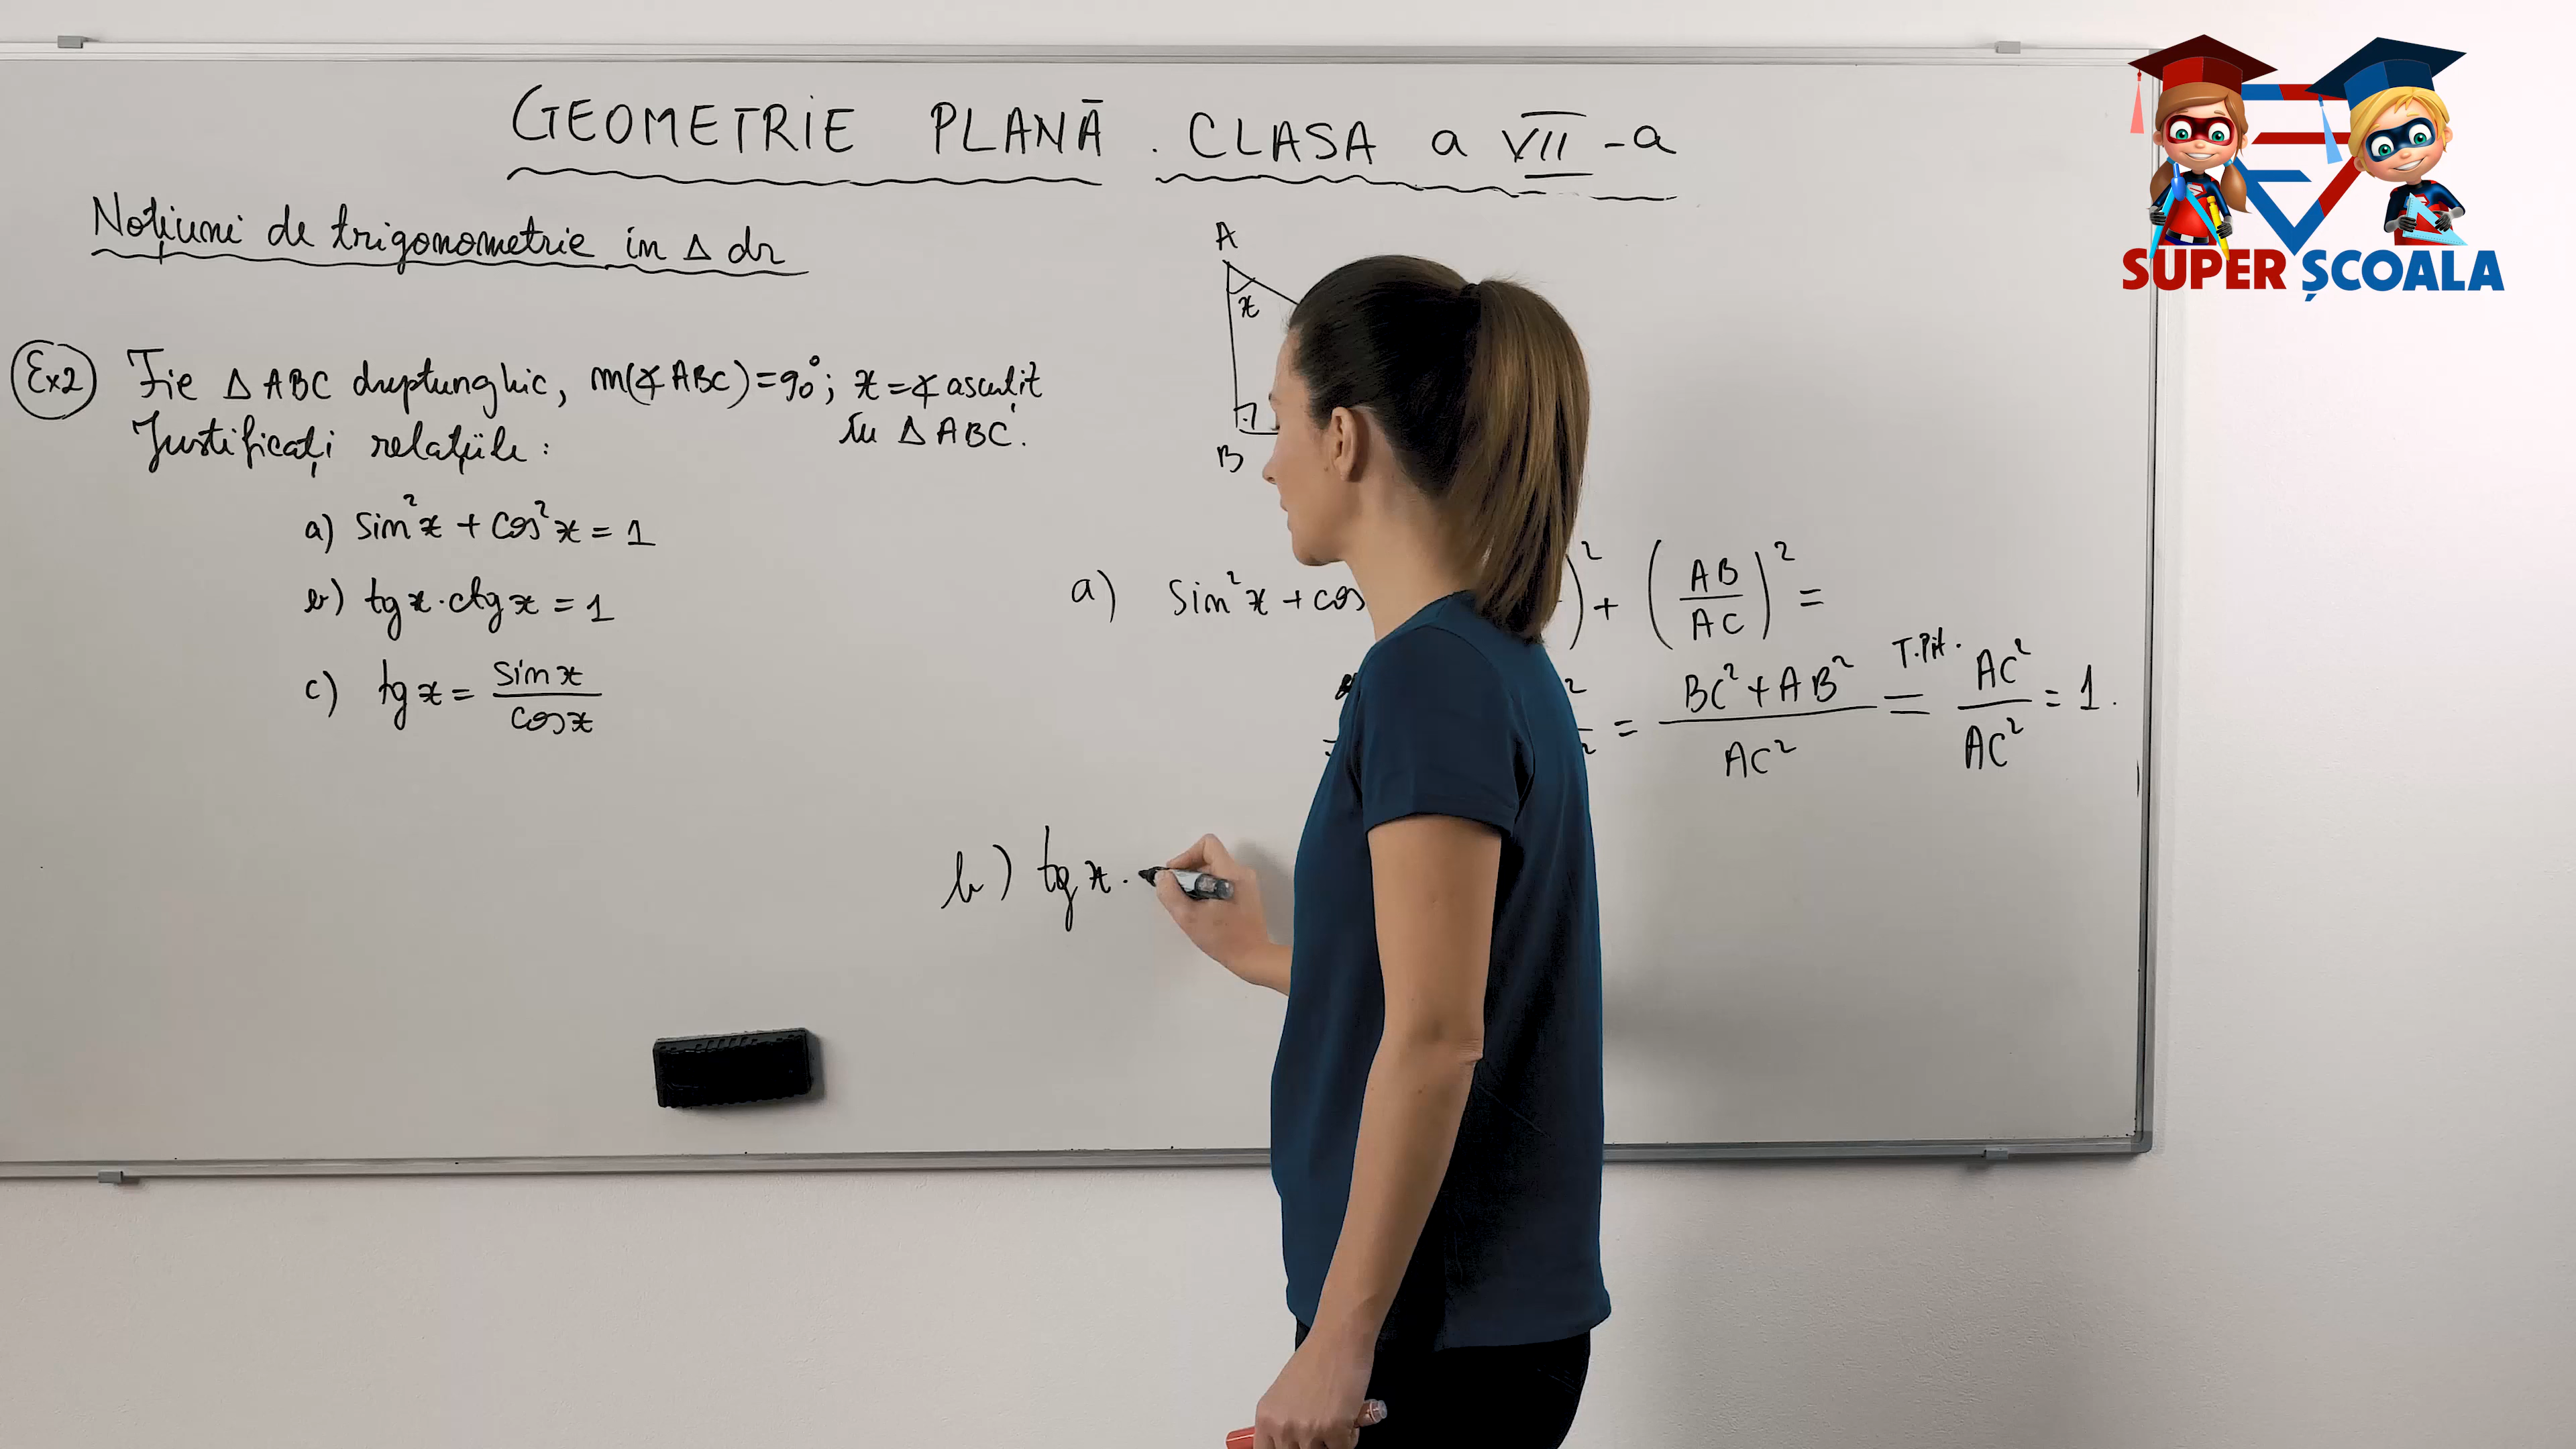 GEOMETRIE PLANĂ . CLASA a VII-a
SUPER ȘCOALA
Noțiuni de trigonometrie în Δ dr
Ex2 Fie Δ ABC dreptunghic, m(∢ABC)=90°; x=∢ ascuțit
în Δ ABC.
Justificați relațiile:
a) sin²x + cos²x = 1
b) tg x · ctg x = 1
c) tg x = sin x / cos x
A
x
B
a) sin²x + cos )² + (AB/AC)² =
² = (BC² + AB²)/AC² = T.Pit. AC²/AC² = 1.
b) tg x ·